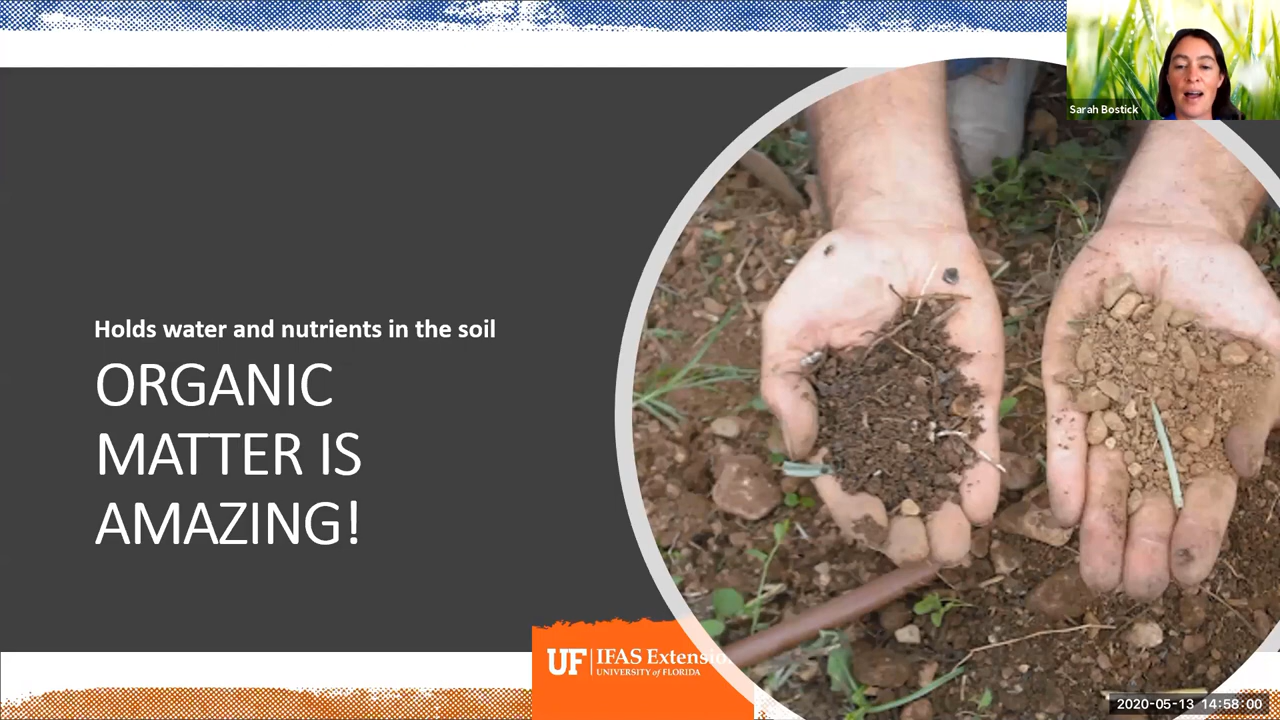 Sarah Bostick
Holds water and nutrients in the soil
ORGANIC
MATTER IS
AMAZING!
UF
IFAS Extensio
UNIVERSITY of FLORIDA
2020-05-13 14:58:00